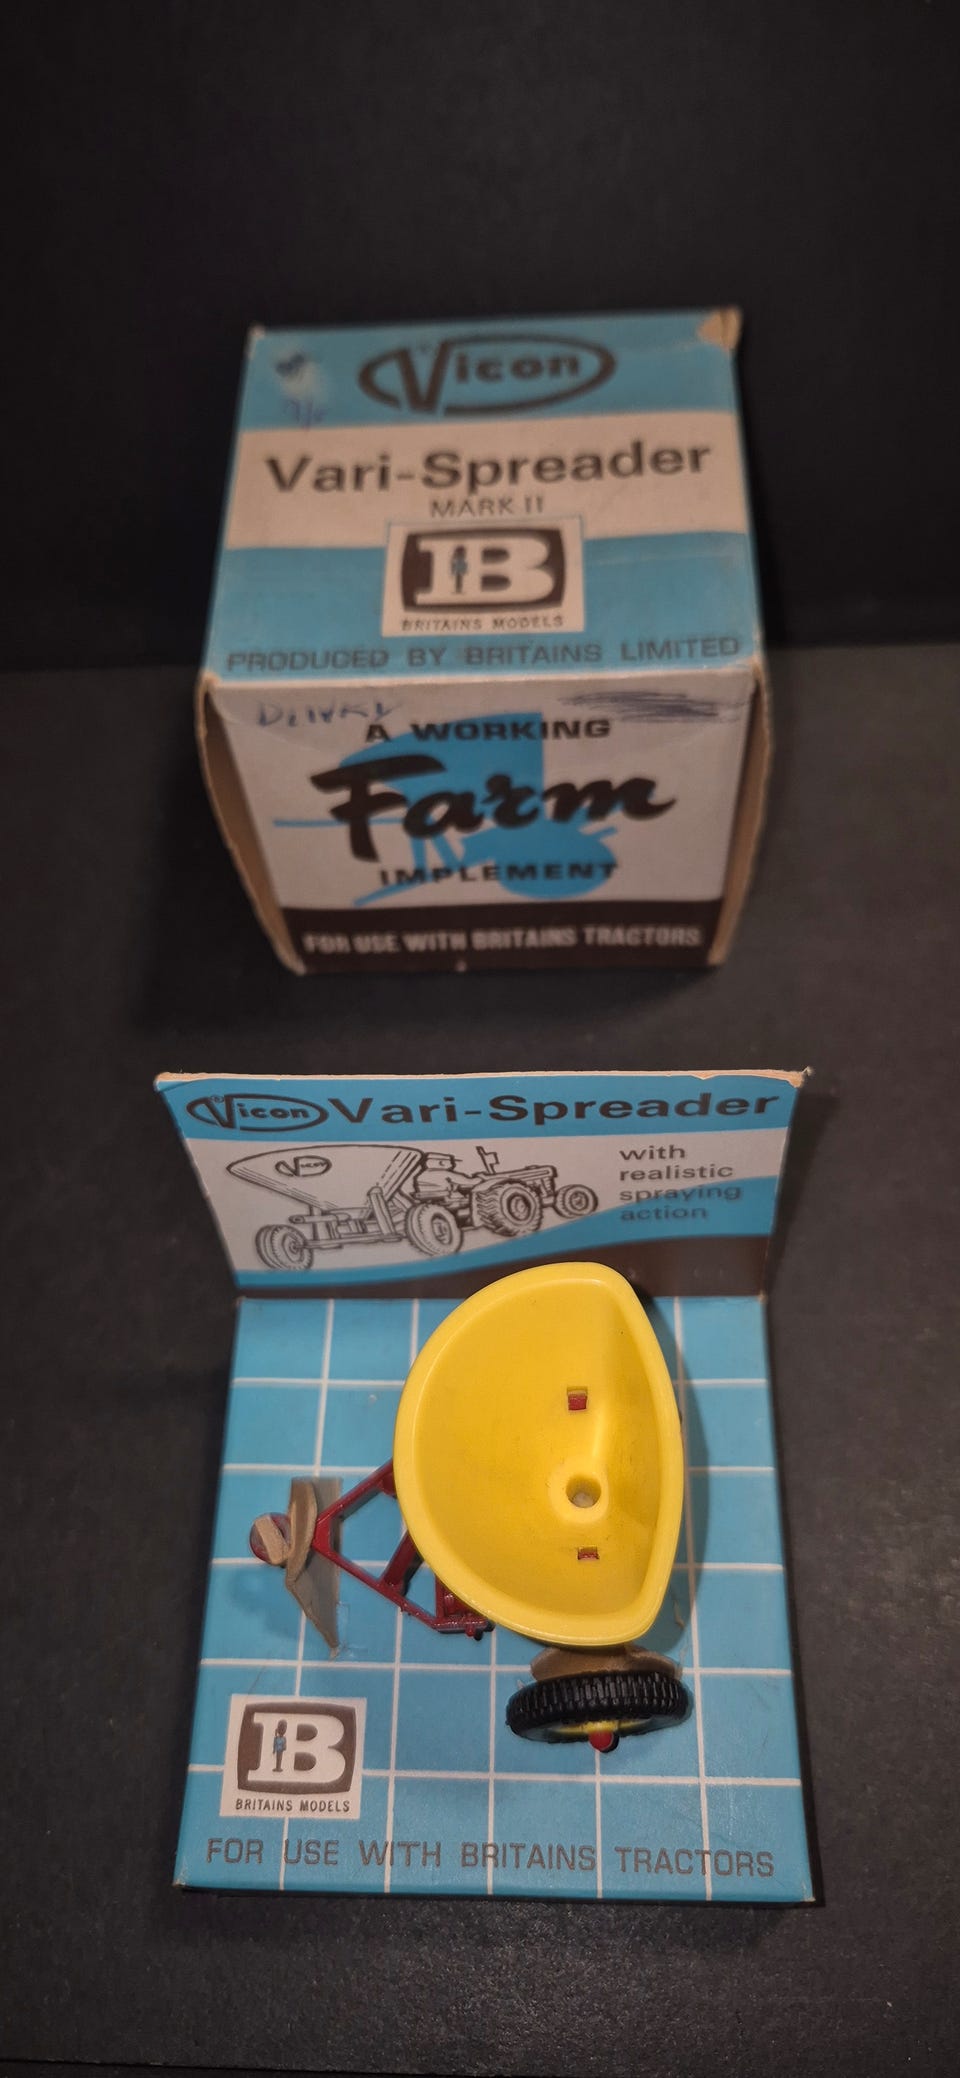 Vicon
Vari-Spreader
MARK II
B
BRITAINS MODELS
PRODUCED BY BRITAINS LIMITED
A WORKING
Farm
IMPLEMENT
FOR USE WITH BRITAINS TRACTORS
Vicon Vari-Spreader
Vicon
with
realistic
spraying
action
B
BRITAINS MODELS
FOR USE WITH BRITAINS TRACTORS